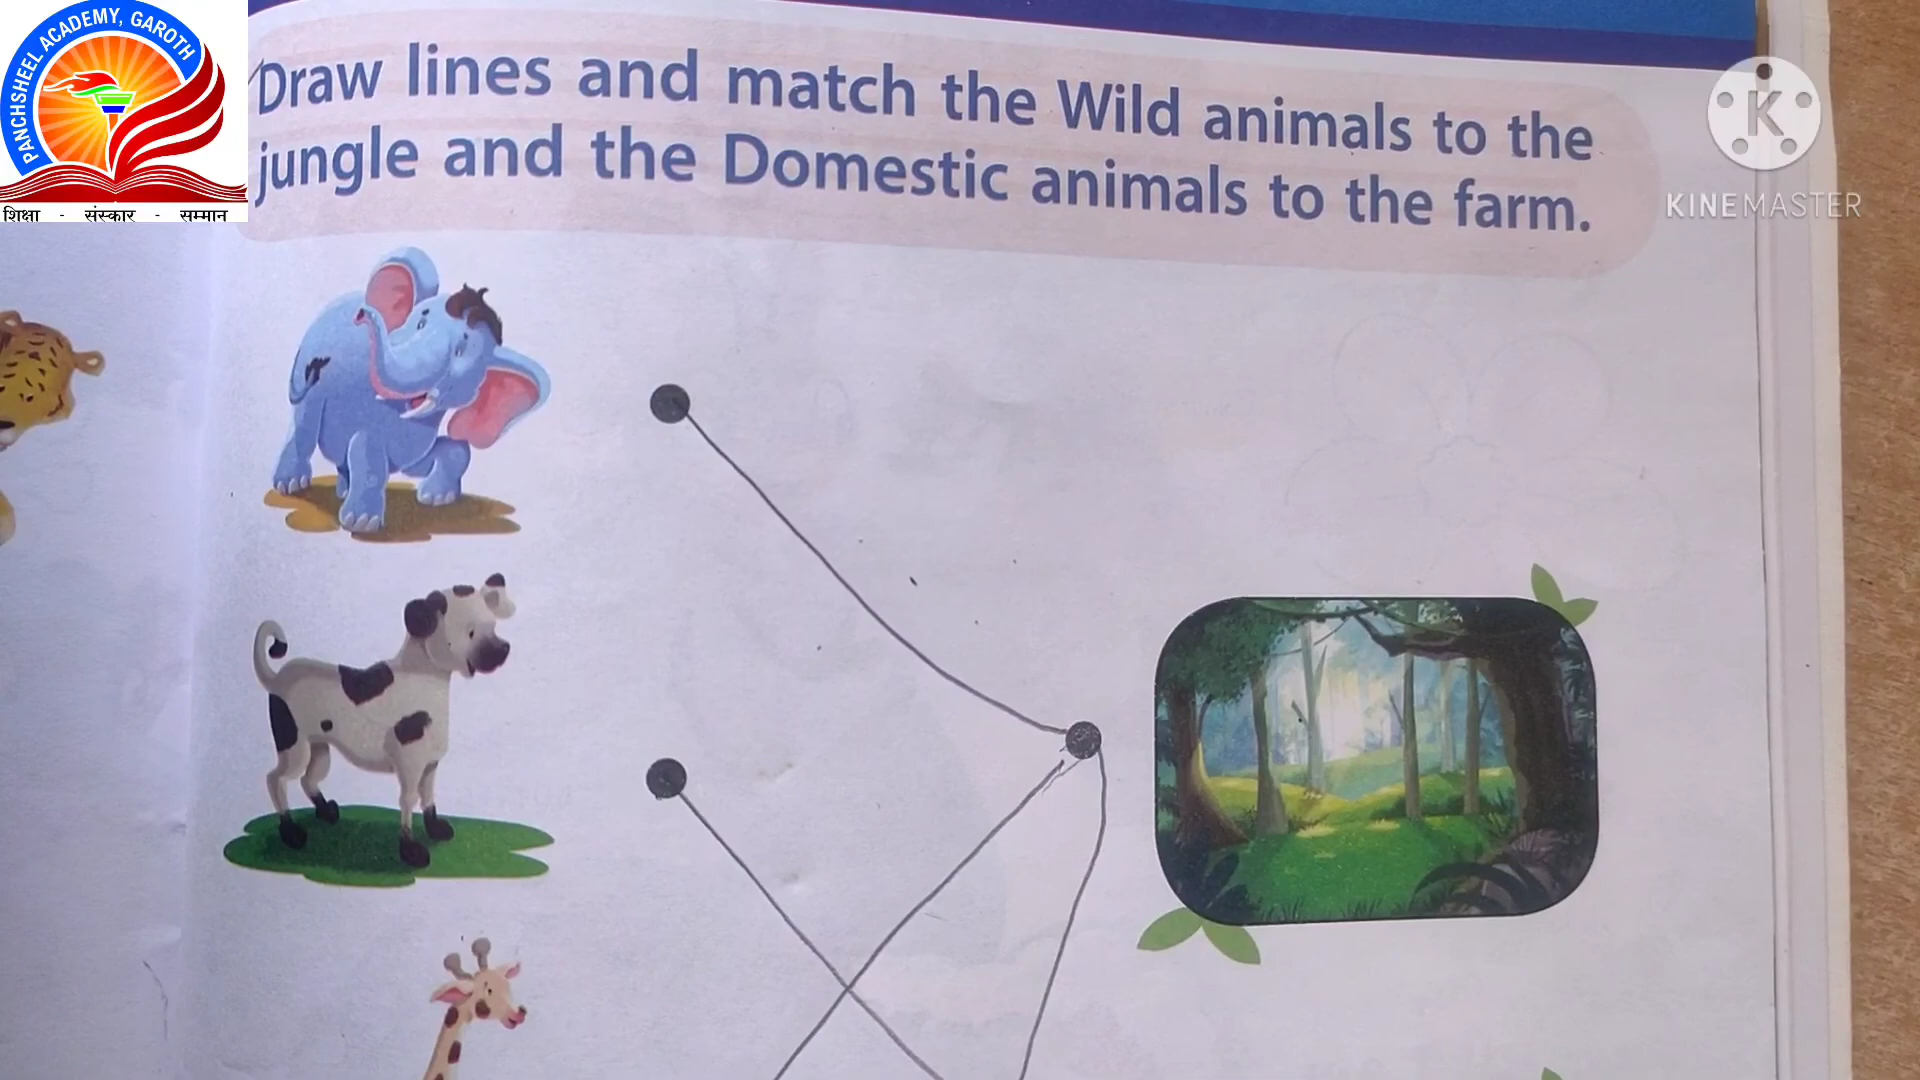 PANCHSHEEL ACADEMY, GAROTH
शिक्षा - संस्कार - सम्मान
Draw lines and match the Wild animals to the
jungle and the Domestic animals to the farm.
K
KINEMASTER